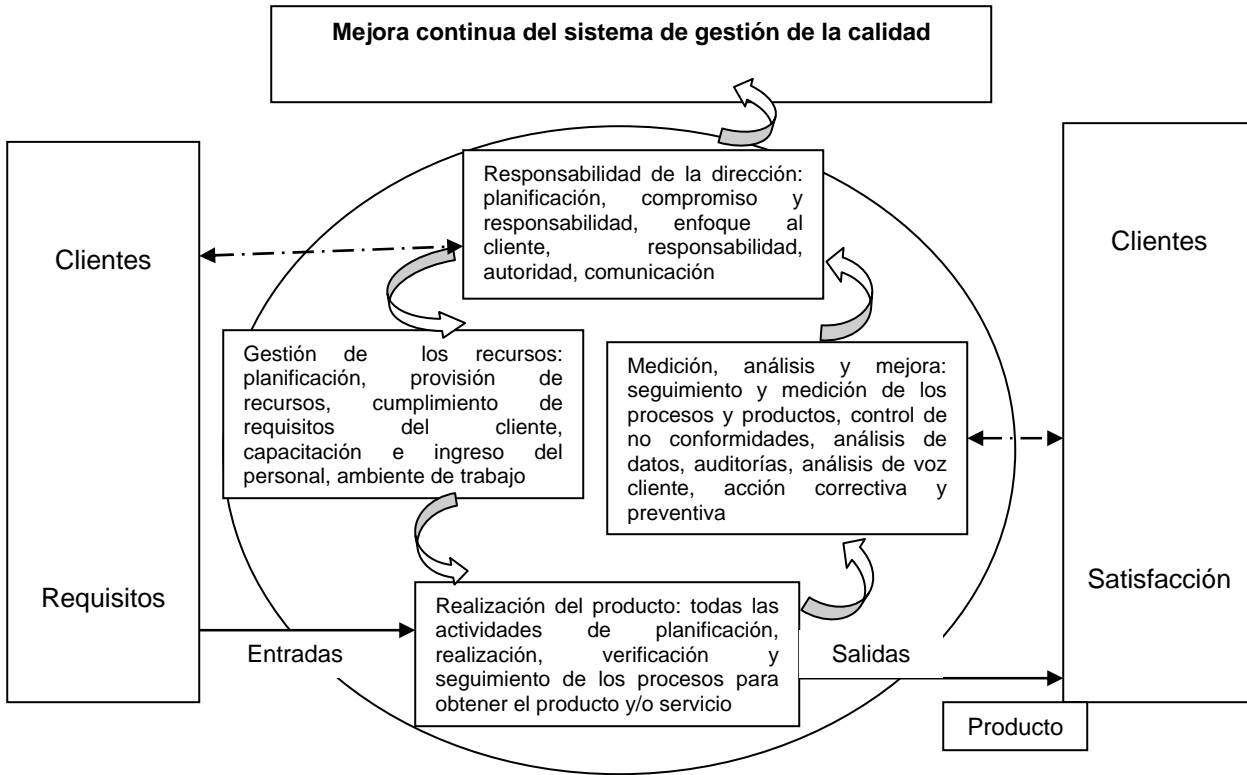 Mejora continua del sistema de gestión de la calidad
Clientes
Requisitos
Responsabilidad de la dirección:
planificación, compromiso y
responsabilidad, enfoque al
cliente, responsabilidad,
autoridad, comunicación
Gestión de los recursos:
planificación, provisión de
recursos, cumplimiento de
requisitos del cliente,
capacitación e ingreso del
personal, ambiente de trabajo
Medición, análisis y mejora:
seguimiento y medición de los
procesos y productos, control de
no conformidades, análisis de
datos, auditorías, análisis de voz
cliente, acción correctiva y
preventiva
Realización del producto: todas las
actividades de planificación,
realización, verificación y
seguimiento de los procesos para
obtener el producto y/o servicio
Entradas
Salidas
Producto
Clientes
Satisfacción